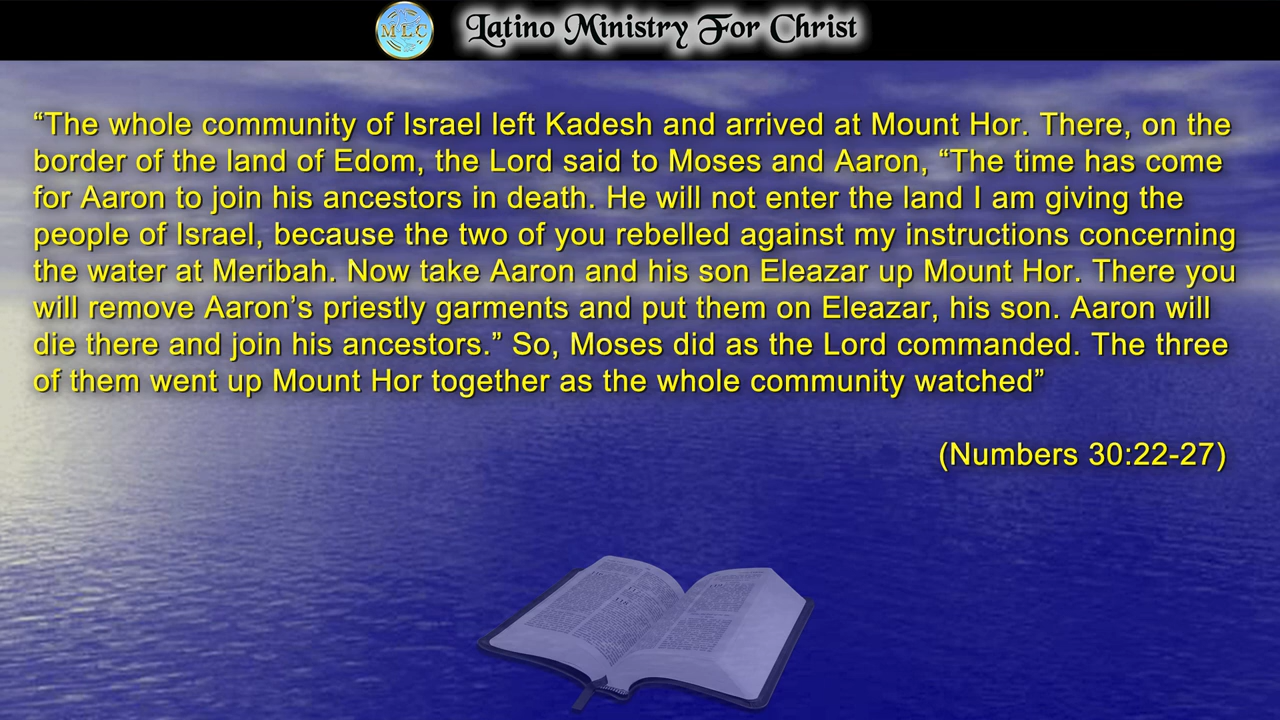 MLC
Latino Ministry For Christ
“The whole community of Israel left Kadesh and arrived at Mount Hor. There, on the
border of the land of Edom, the Lord said to Moses and Aaron, “The time has come
for Aaron to join his ancestors in death. He will not enter the land I am giving the
people of Israel, because the two of you rebelled against my instructions concerning
the water at Meribah. Now take Aaron and his son Eleazar up Mount Hor. There you
will remove Aaron’s priestly garments and put them on Eleazar, his son. Aaron will
die there and join his ancestors.” So, Moses did as the Lord commanded. The three
of them went up Mount Hor together as the whole community watched”
(Numbers 30:22-27)